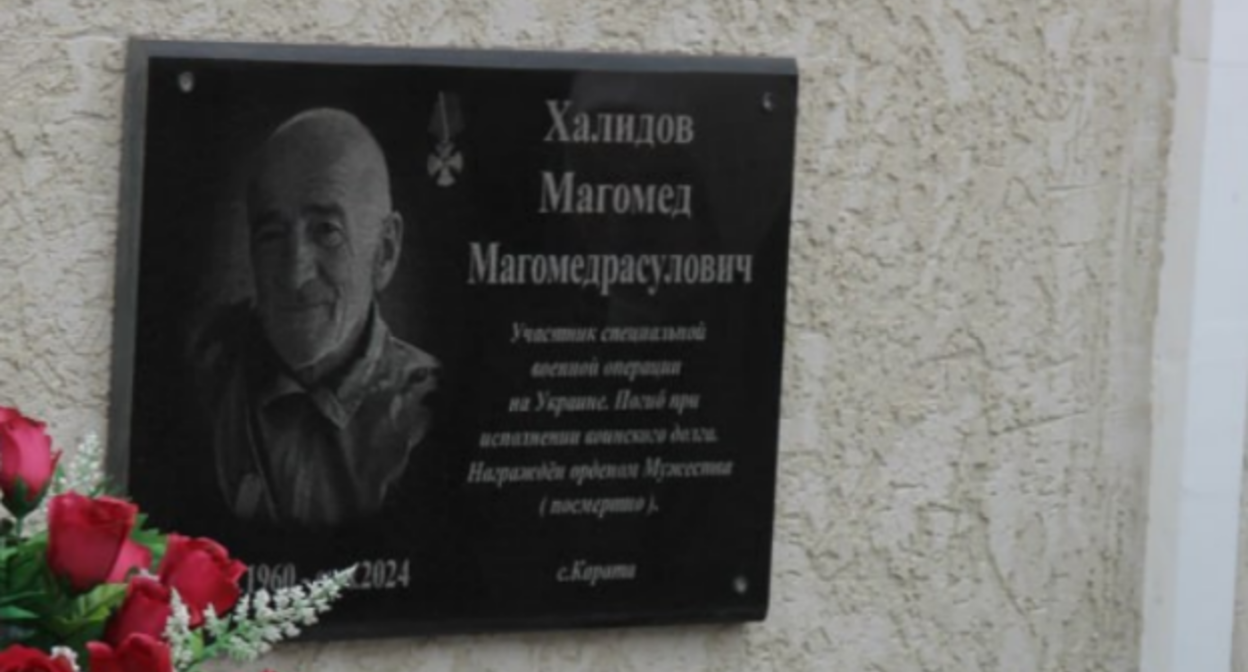 Халидов
Магомед
Магомедрасулович
Участник специальной
военной операции
на Украине. Погиб при
исполнении воинского долга.
Награждён орденом Мужества
( посмертно ).
1960 2024
с.Карата